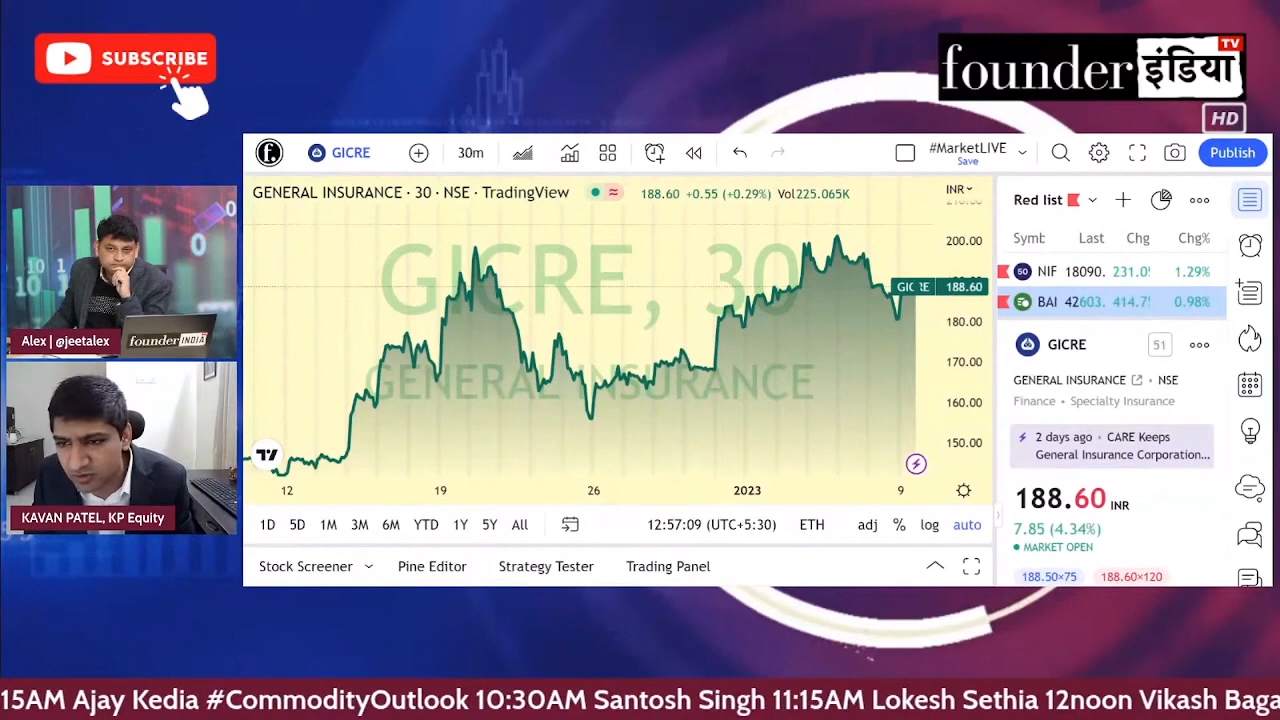 SUBSCRIBE
founder इंडिया TV
HD
GICRE
30m
#MarketLIVE
Save
Publish
GENERAL INSURANCE · 30 · NSE · TradingView
188.60 +0.55 (+0.29%) Vol225.065K
INR
GICRE, 30
GENERAL INSURANCE
200.00
GICRE 188.60
180.00
170.00
160.00
150.00
12 19 26 2023 9
1D 5D 1M 3M 6M YTD 1Y 5Y All
12:57:09 (UTC+5:30) ETH adj % log auto
Stock Screener Pine Editor Strategy Tester Trading Panel
Red list
Symb Last Chg Chg%
50 NIF 18090. 231.0 1.29%
BAI 42603. 414.7 0.98%
GICRE 51
GENERAL INSURANCE · NSE
Finance • Specialty Insurance
2 days ago • CARE Keeps
General Insurance Corporation...
188.60 INR
7.85 (4.34%)
MARKET OPEN
188.50×75 188.60×120
Alex | @jeetalex
founder INDIA
KAVAN PATEL, KP Equity
15AM Ajay Kedia #CommodityOutlook 10:30AM Santosh Singh 11:15AM Lokesh Sethia 12noon Vikash Baga